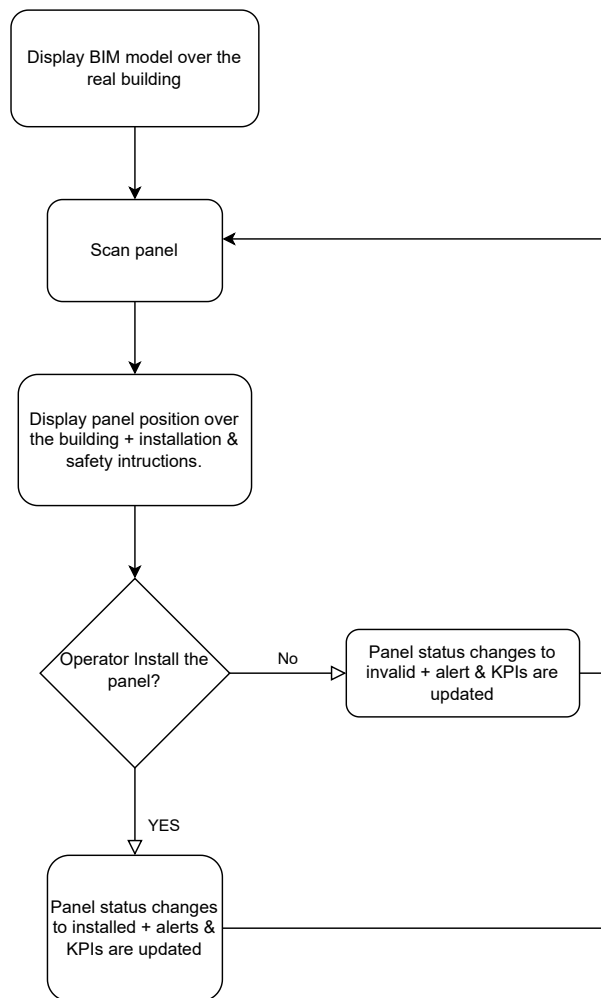 Display BIM model over the
real building
Scan panel
Display panel position over
the building + installation &
safety intructions.
Operator Install the
panel?
No
Panel status changes to
invalid + alert & KPIs are
updated
YES
Panel status changes
to installed + alerts &
KPIs are updated